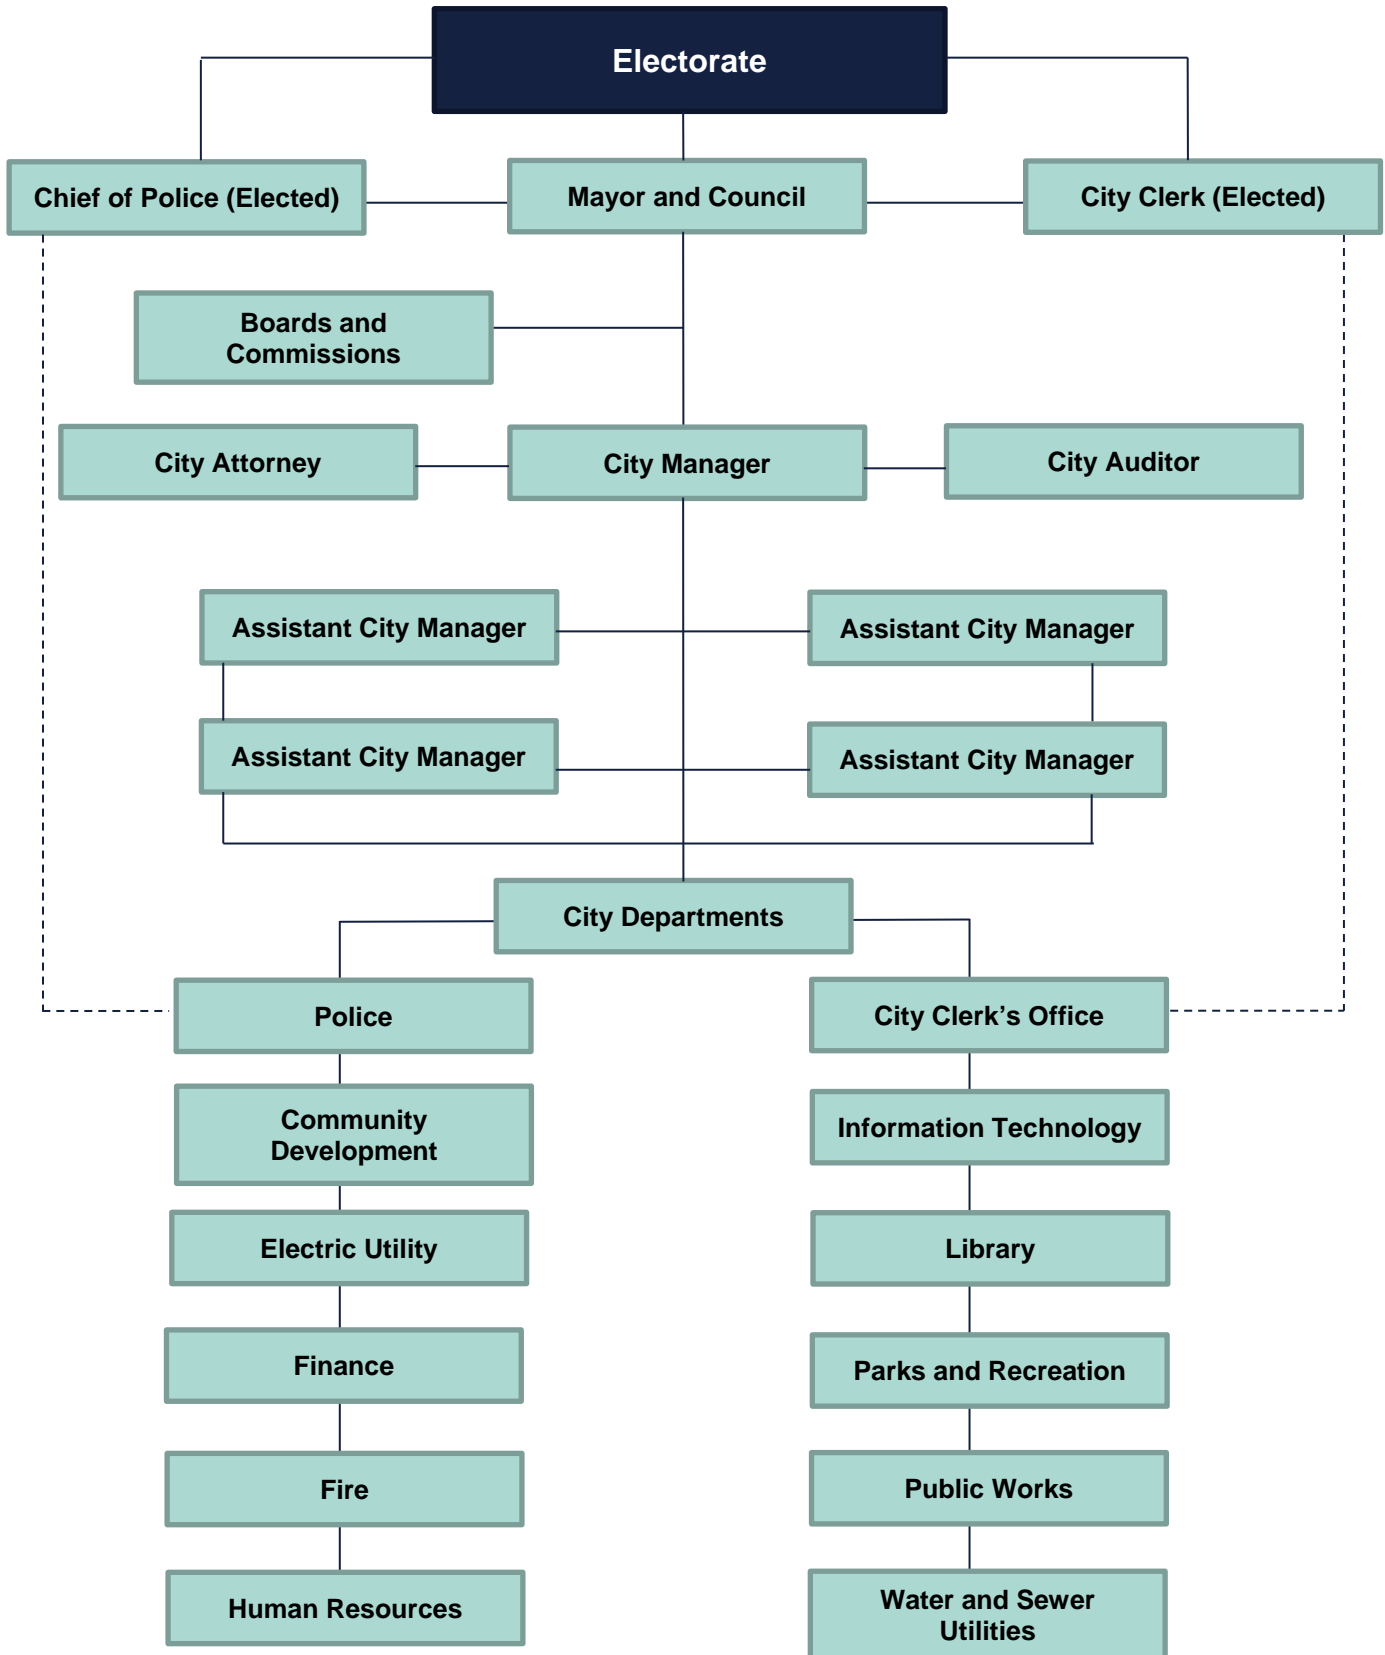 Electorate
Chief of Police (Elected)
Mayor and Council
City Clerk (Elected)
Boards and
Commissions
City Attorney
City Manager
City Auditor
Assistant City Manager
Assistant City Manager
Assistant City Manager
Assistant City Manager
City Departments
Police
City Clerk’s Office
Community
Development
Information Technology
Electric Utility
Library
Finance
Parks and Recreation
Fire
Public Works
Human Resources
Water and Sewer
Utilities